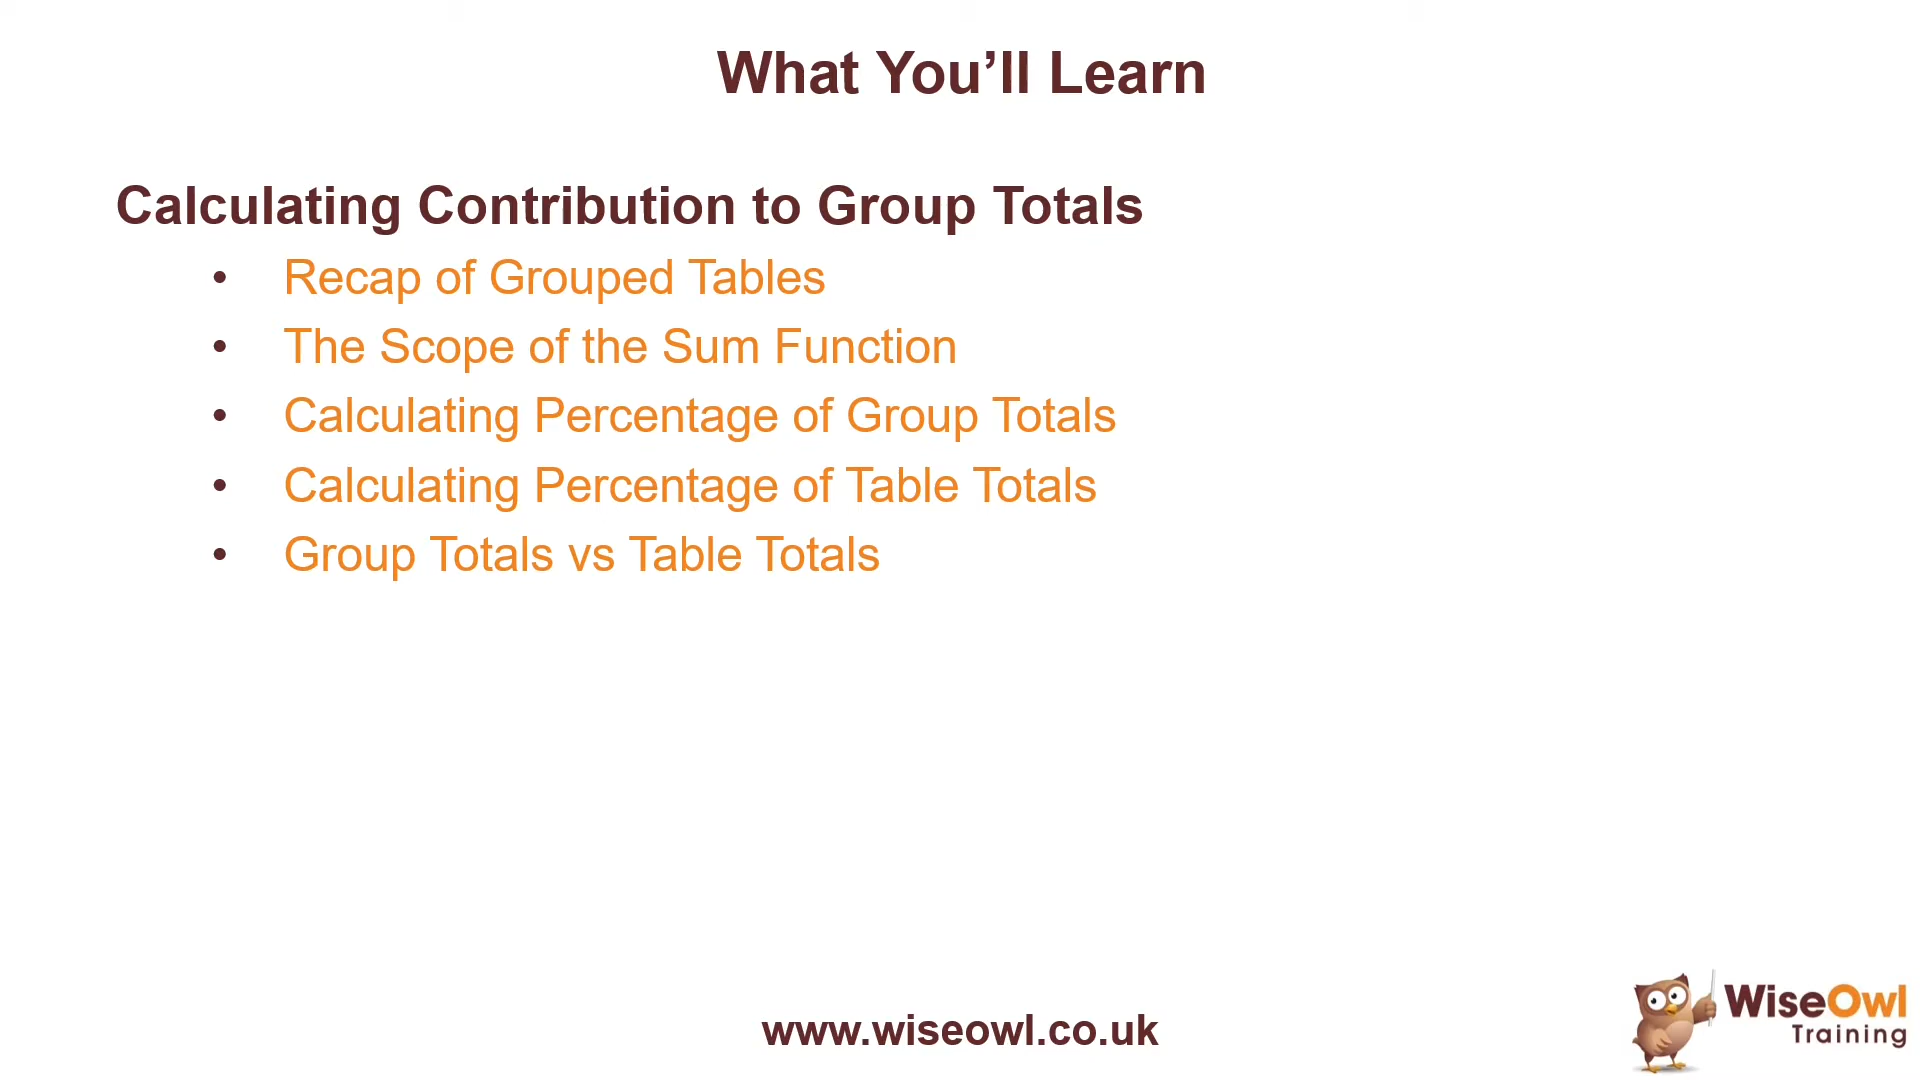 What You’ll Learn
Calculating Contribution to Group Totals
• Recap of Grouped Tables
• The Scope of the Sum Function
• Calculating Percentage of Group Totals
• Calculating Percentage of Table Totals
• Group Totals vs Table Totals
www.wiseowl.co.uk
WiseOwl
Training